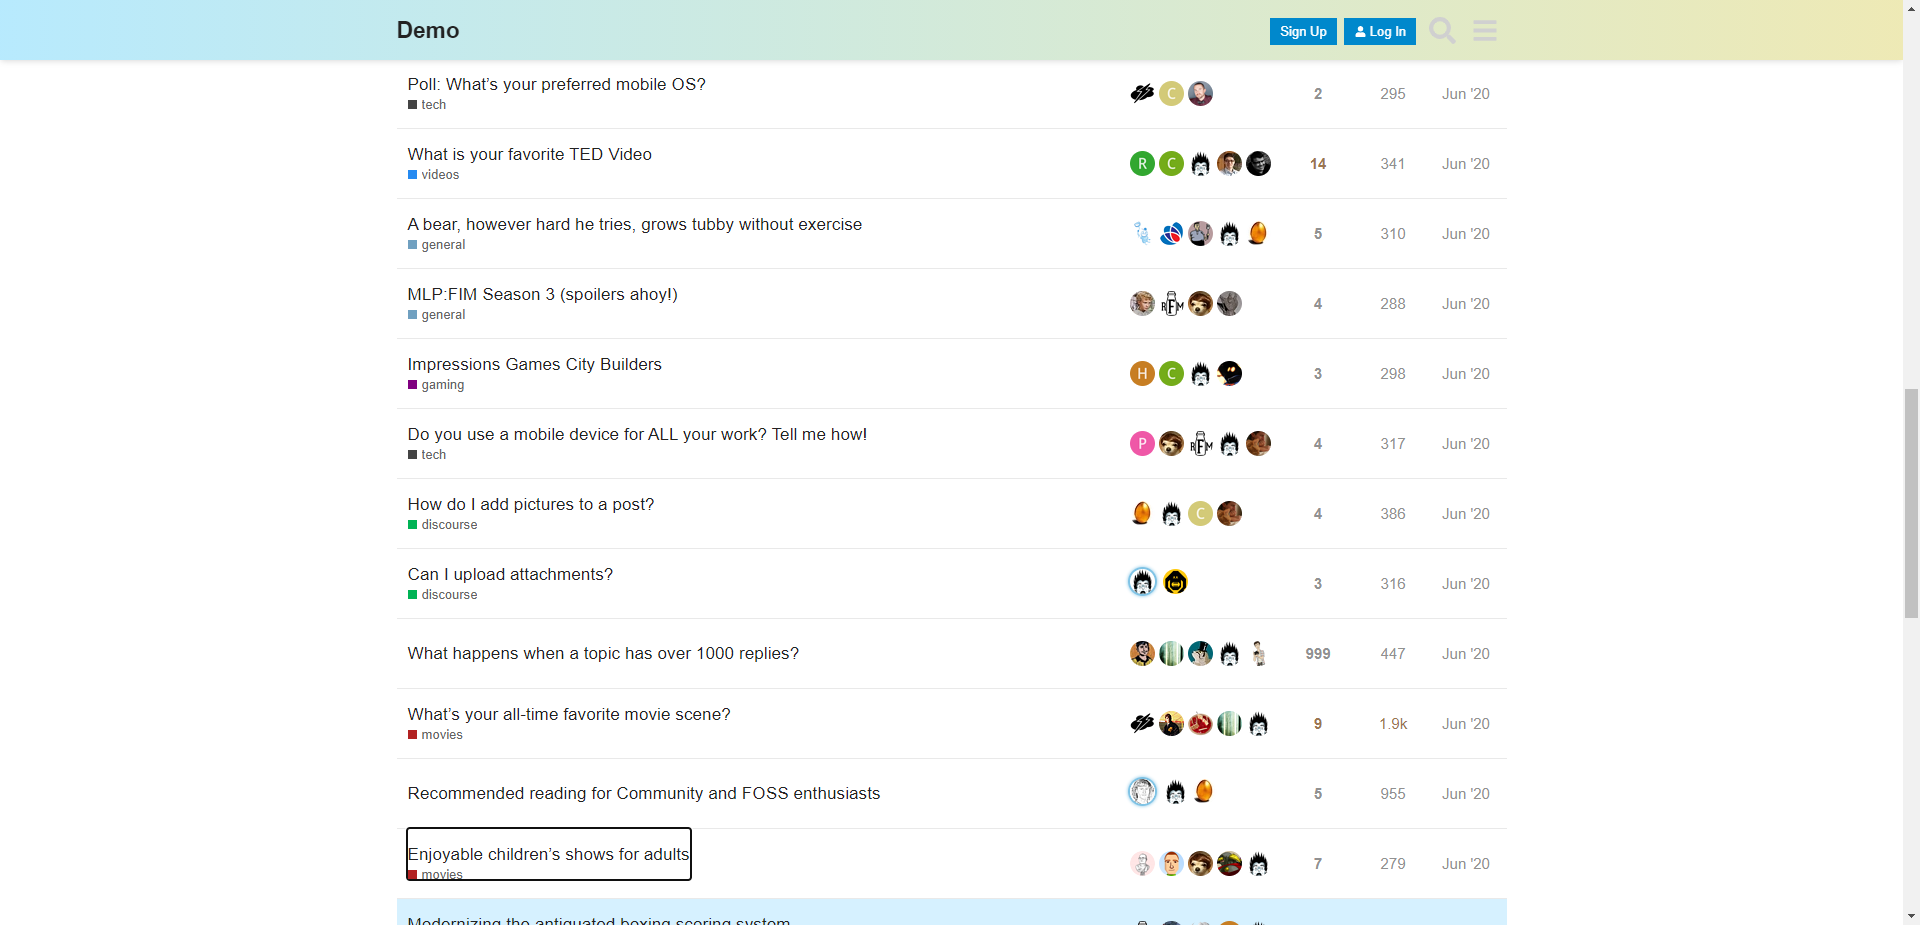 Demo
Sign Up
Log In
Poll: What’s your preferred mobile OS?
tech
C
2
295
Jun '20
What is your favorite TED Video
videos
R
C
14
341
Jun '20
A bear, however hard he tries, grows tubby without exercise
general
5
310
Jun '20
MLP:FIM Season 3 (spoilers ahoy!)
general
RFM
4
288
Jun '20
Impressions Games City Builders
gaming
H
C
3
298
Jun '20
Do you use a mobile device for ALL your work? Tell me how!
tech
P
RFM
4
317
Jun '20
How do I add pictures to a post?
discourse
C
4
386
Jun '20
Can I upload attachments?
discourse
3
316
Jun '20
What happens when a topic has over 1000 replies?
999
447
Jun '20
What’s your all-time favorite movie scene?
movies
9
1.9k
Jun '20
Recommended reading for Community and FOSS enthusiasts
5
955
Jun '20
Enjoyable children’s shows for adults
movies
7
279
Jun '20
Modernizing the antiquated boxing scoring system